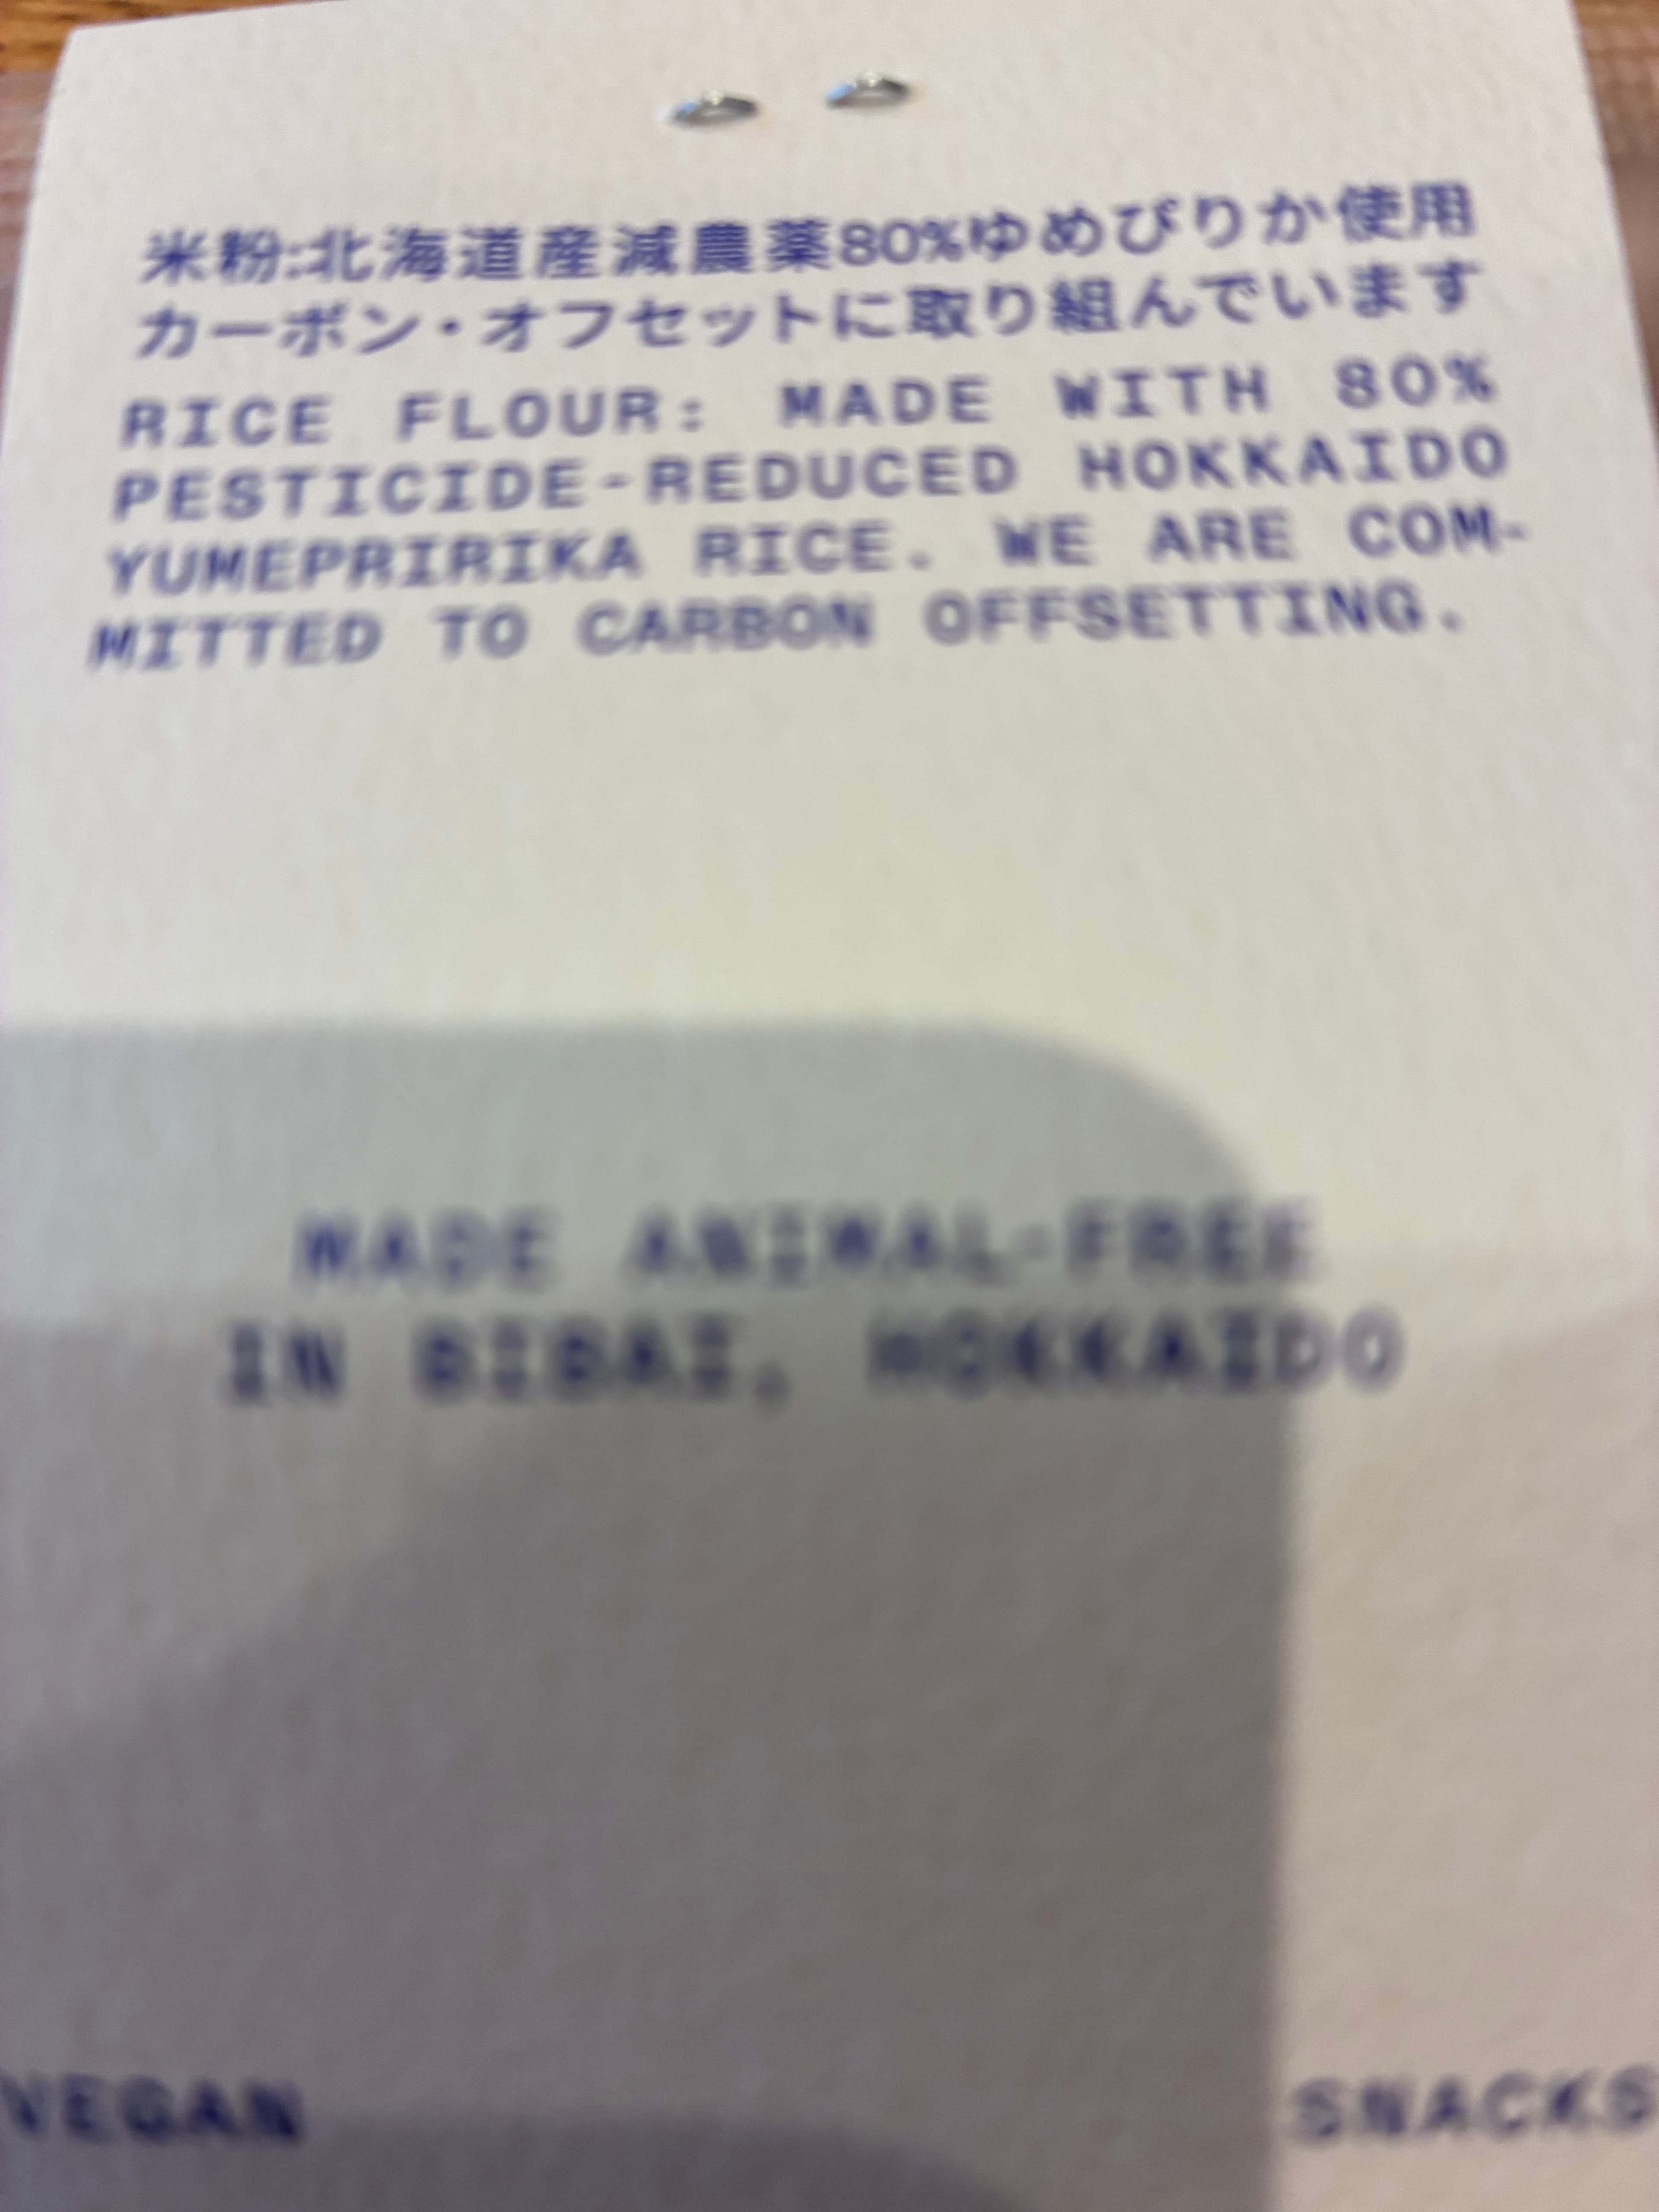 米粉:北海道産減農薬80%ゆめぴりか使用
カーボン・オフセットに取り組んでいます
RICE FLOUR: MADE WITH 80%
PESTICIDE-REDUCED HOKKAIDO
YUMEPRIRIKA RICE. WE ARE COM-
MITTED TO CARBON OFFSETTING.
MADE ANIMAL-FREE
IN BIBAI, HOKKAIDO
VEGAN SNACKS